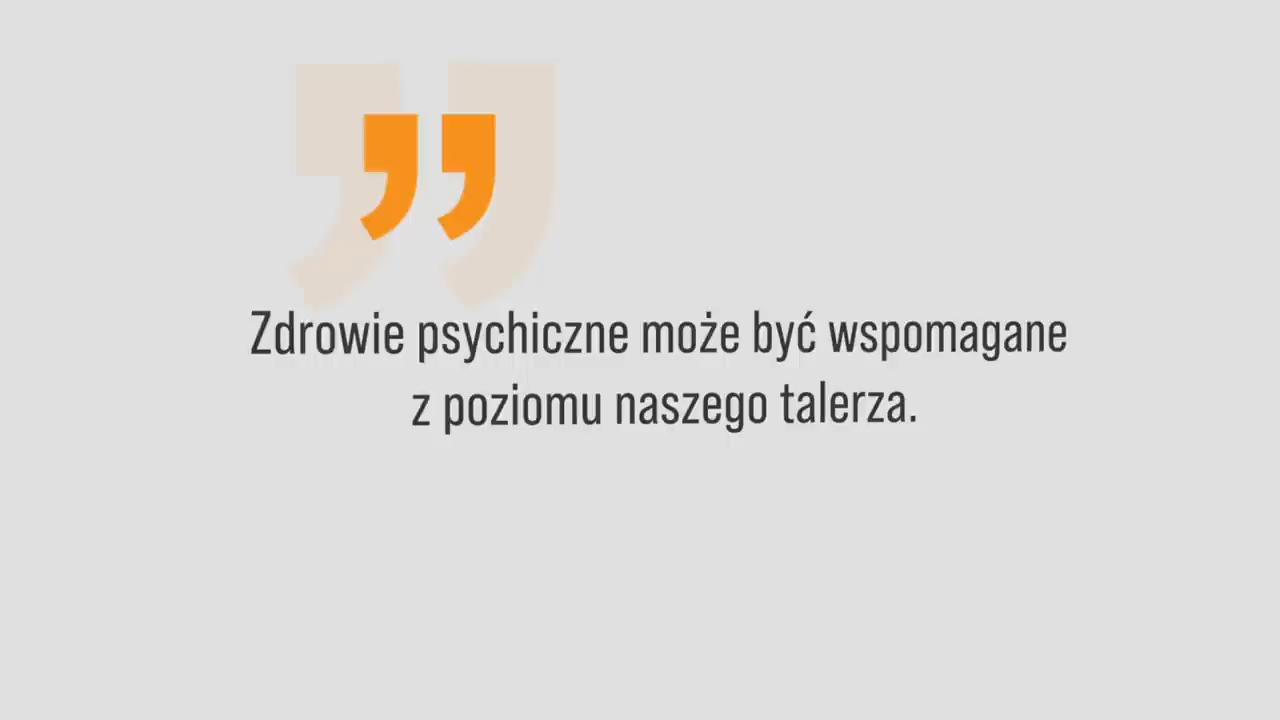 ”
Zdrowie psychiczne może być wspomagane
z poziomu naszego talerza.